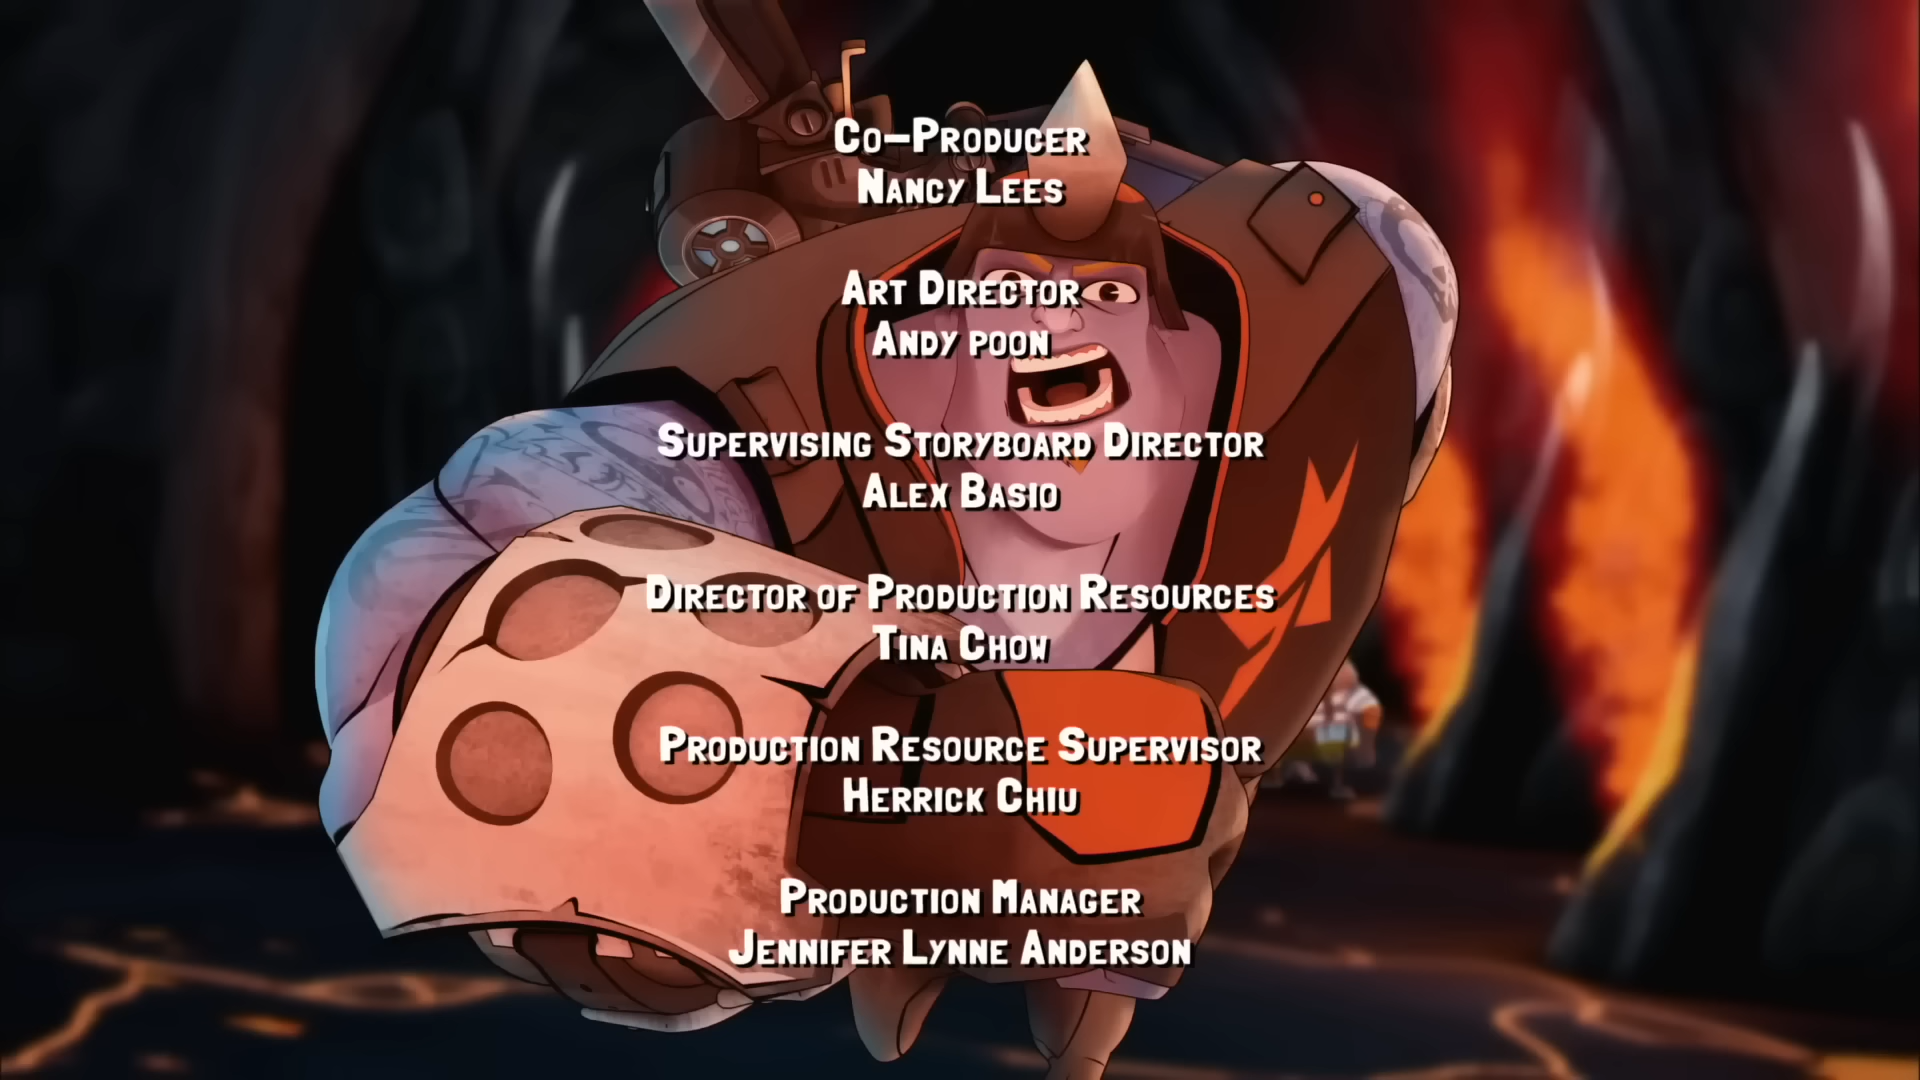 Co-Producer
Nancy Lees
Art Director
Andy poon
Supervising Storyboard Director
Alex Basio
Director of Production Resources
Tina Chow
Production Resource Supervisor
Herrick Chiu
Production Manager
Jennifer Lynne Anderson